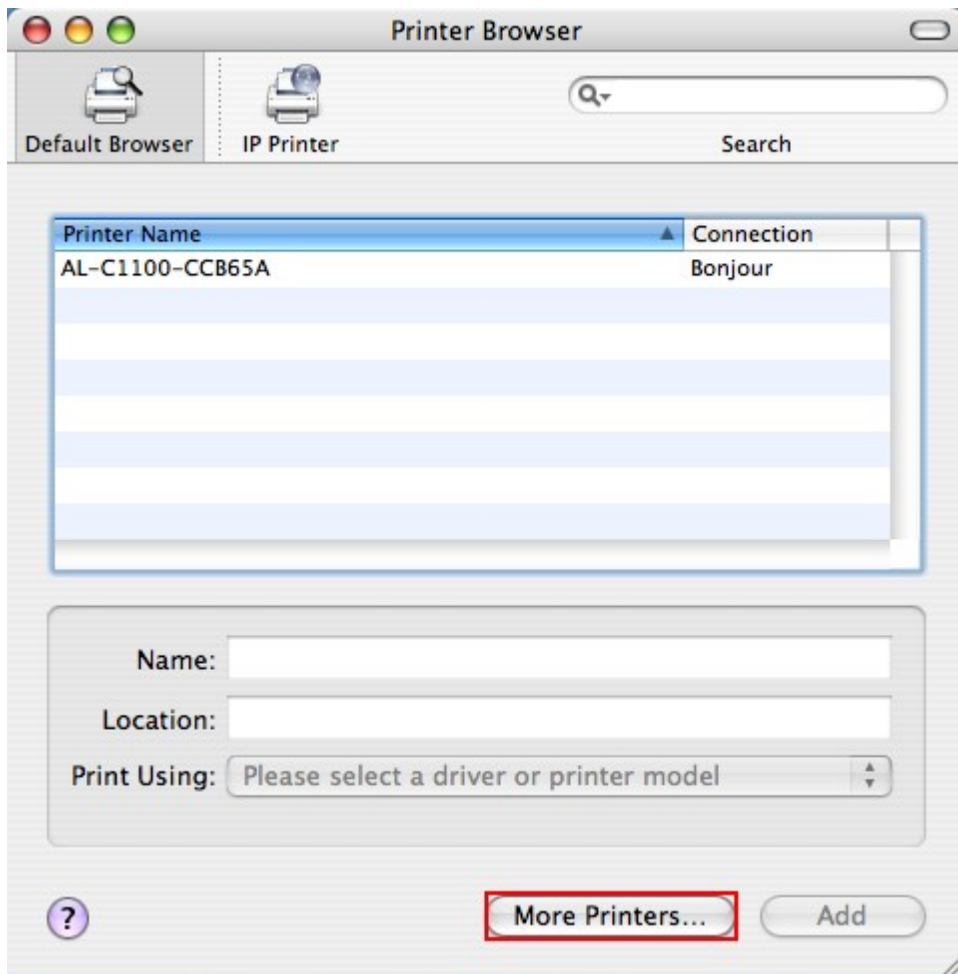 Printer Browser
Default Browser
IP Printer
Search
Printer Name Connection
AL-C1100-CCB65A Bonjour
Name:
Location:
Print Using: Please select a driver or printer model
? More Printers... Add